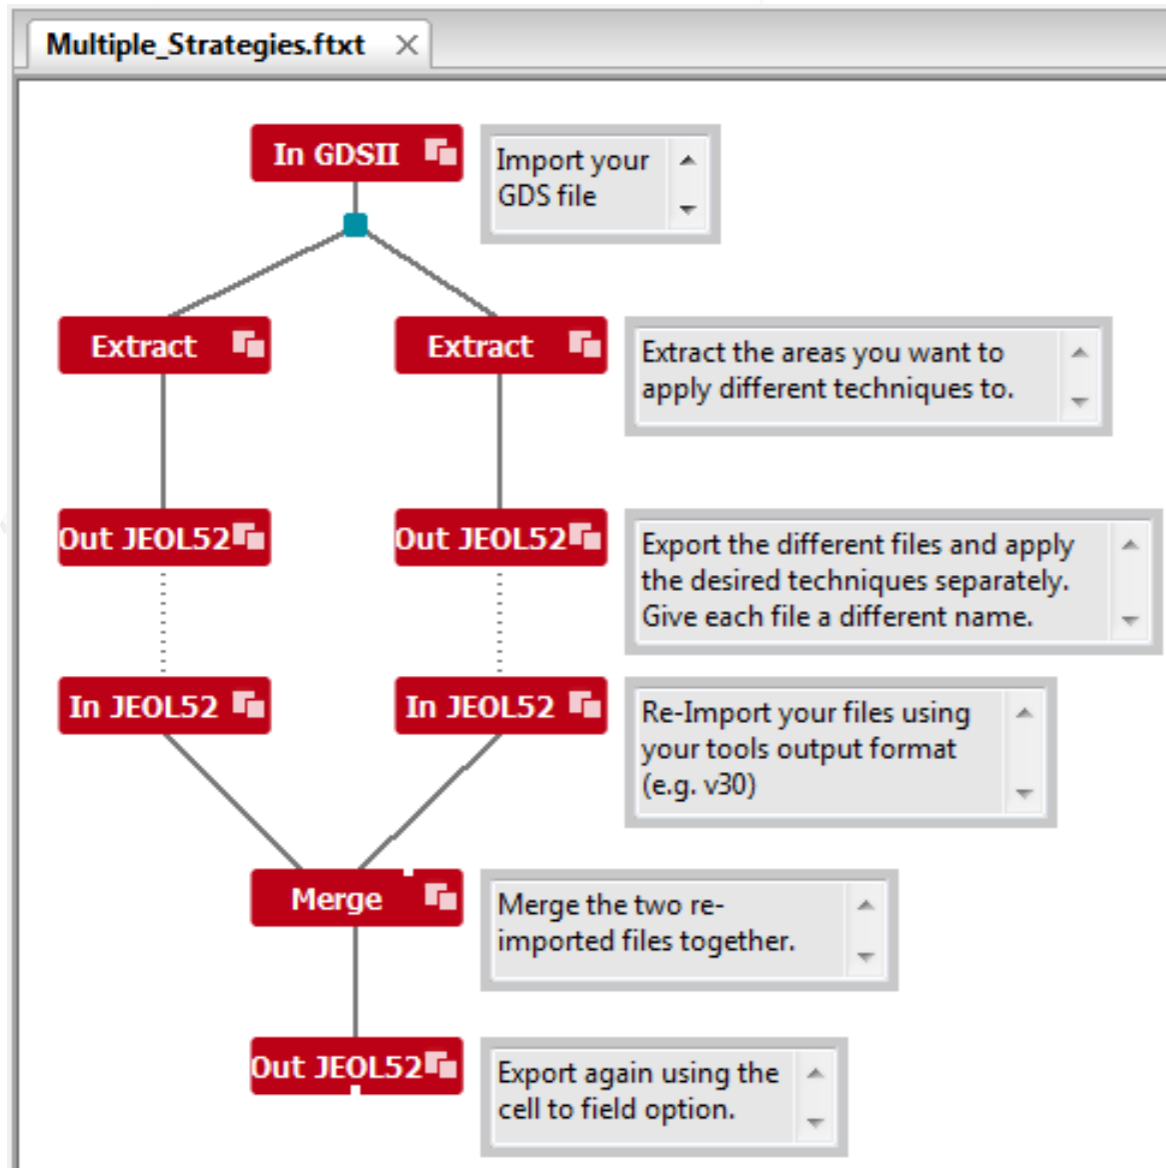 Multiple_Strategies.ftxt
In GDSII
Import your
GDS file
Extract
Extract
Extract the areas you want to
apply different techniques to.
Out JEOL52
Out JEOL52
Export the different files and apply
the desired techniques separately.
Give each file a different name.
In JEOL52
In JEOL52
Re-Import your files using
your tools output format
(e.g. v30)
Merge
Merge the two re-
imported files together.
Out JEOL52
Export again using the
cell to field option.